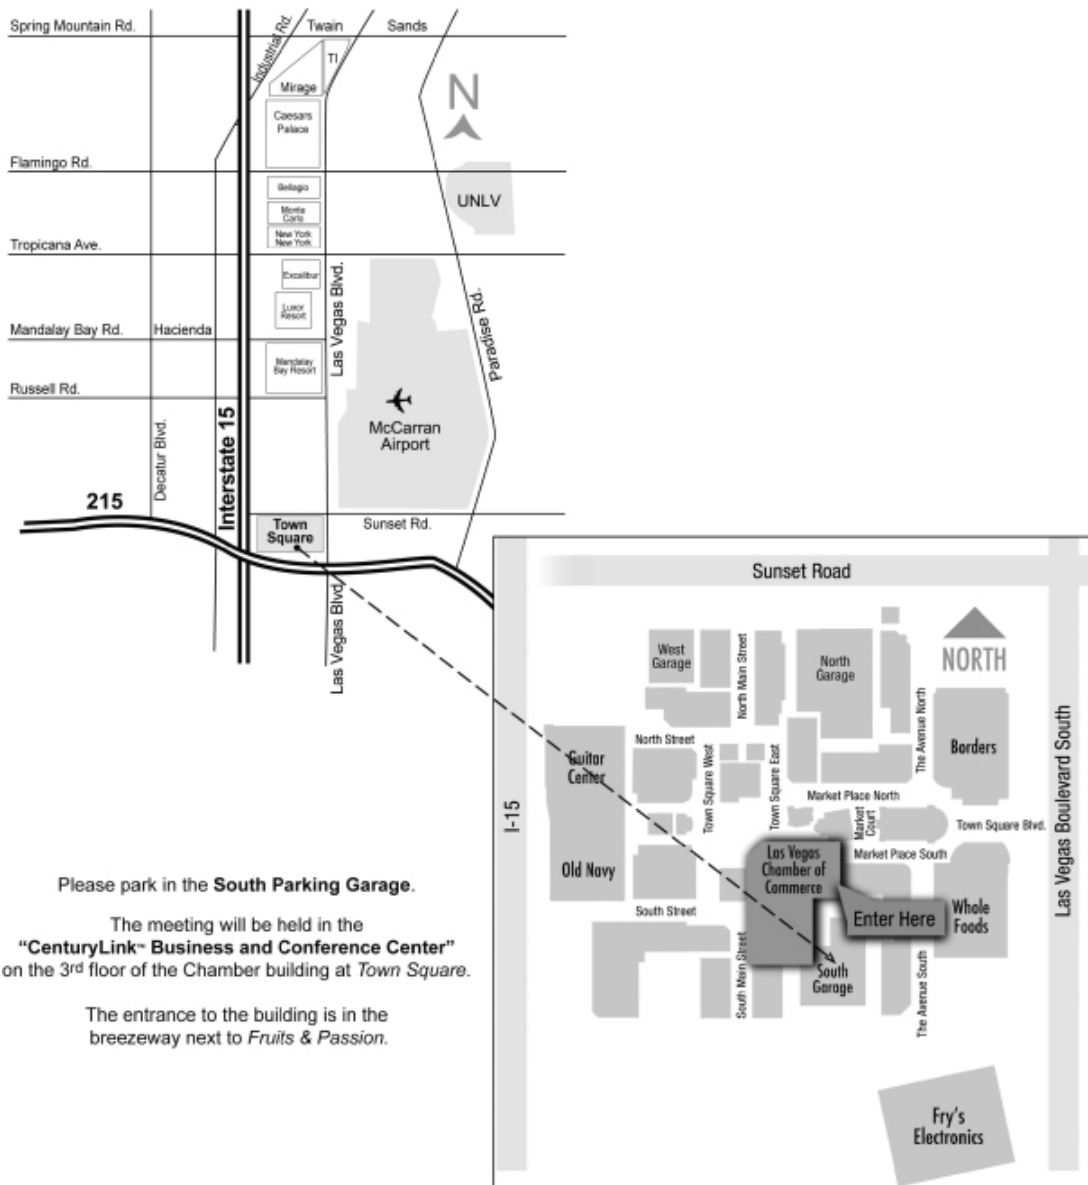 Spring Mountain Rd.
Industrial Rd.
Twain
Sands
TI
Mirage
Caesars
Palace
N
Flamingo Rd.
Bellagio
UNLV
Monte
Carlo
New York
New York
Tropicana Ave.
Excalibur
Las Vegas Blvd.
Luxor
Resort
Paradise Rd.
Mandalay Bay Rd.
Hacienda
Mandalay
Bay Resort
Russell Rd.
McCarran
Airport
Decatur Blvd.
Interstate 15
215
Town
Square
Sunset Rd.
Las Vegas Blvd.
Sunset Road
NORTH
West
Garage
North Main Street
North
Garage
The Avenue North
Borders
Las Vegas Boulevard South
North Street
Guitar
Center
Town Square West
Town Square East
Market Place North
I-15
Market
Court
Town Square Blvd.
Las Vegas
Chamber of
Commerce
Market Place South
Old Navy
Enter Here
Whole
Foods
South Street
South Main Street
South
Garage
The Avenue South
Fry's
Electronics
Please park in the South Parking Garage.
The meeting will be held in the
“CenturyLink™ Business and Conference Center”
on the 3rd floor of the Chamber building at Town Square.
The entrance to the building is in the
breezeway next to Fruits & Passion.